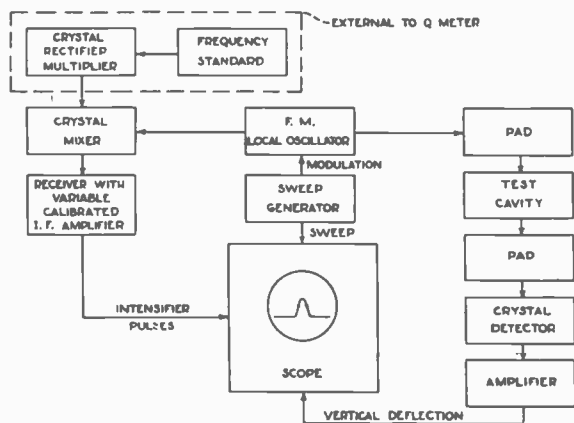 EXTERNAL TO Q METER
CRYSTAL
RECTIFIER
MULTIPLIER
FREQUENCY
STANDARD
CRYSTAL
MIXER
F. M.
LOCAL OSCILLATOR
PAD
MODULATION
RECEIVER WITH
VARIABLE
CALIBRATED
I. F. AMPLIFIER
SWEEP
GENERATOR
TEST
CAVITY
SWEEP
PAD
INTENSIFIER
PULSES
CRYSTAL
DETECTOR
SCOPE
AMPLIFIER
VERTICAL DEFLECTION